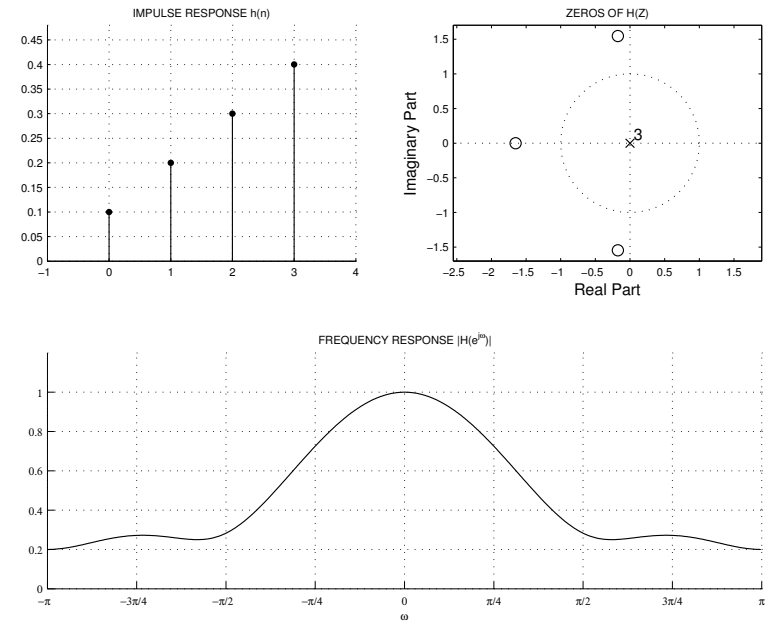 IMPULSE RESPONSE h(n)
0.45
0.4
0.35
0.3
0.25
0.2
0.15
0.1
0.05
0
−1 0 1 2 3 4
ZEROS OF H(Z)
Imaginary Part
1.5
1
0.5
0
−0.5
−1
−1.5
3
−2.5 −2 −1.5 −1 −0.5 0 0.5 1 1.5
Real Part
FREQUENCY RESPONSE |H(e^jω)|
1
0.8
0.6
0.4
0.2
0
−π −3π/4 −π/2 −π/4 0 π/4 π/2 3π/4 π
ω